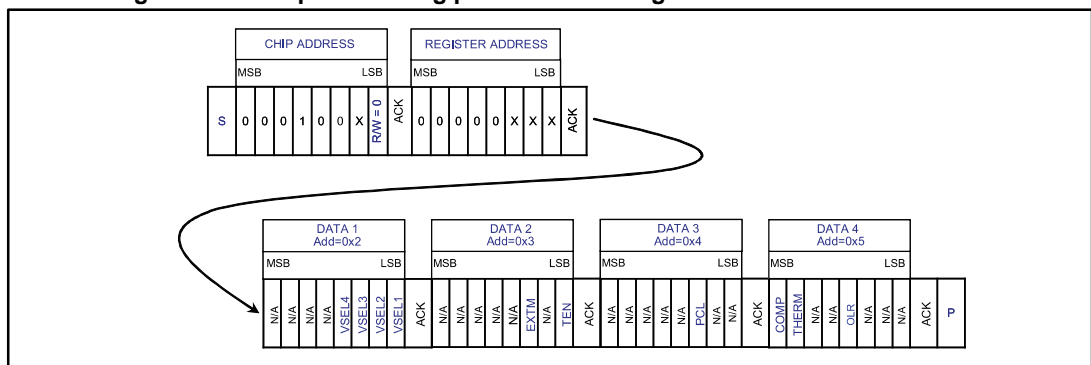 CHIP ADDRESS REGISTER ADDRESS
MSB LSB MSB LSB
S 0 0 0 1 0 0 X R/W = 0 ACK 0 0 0 0 0 X X X ACK
DATA 1 DATA 2 DATA 3 DATA 4
Add=0x2 Add=0x3 Add=0x4 Add=0x5
MSB LSB MSB LSB MSB LSB MSB LSB
N/A N/A N/A N/A VSEL4 VSEL3 VSEL2 VSEL1 ACK N/A N/A N/A N/A N/A EXTM N/A TEN ACK N/A N/A N/A N/A N/A PCL N/A N/A ACK COMP THERM N/A N/A OLR N/A N/A N/A ACK P